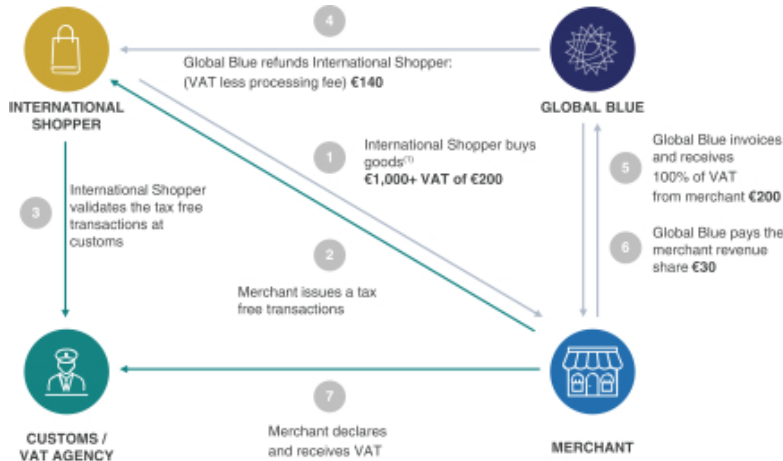 4
Global Blue refunds International Shopper:
(VAT less processing fee) €140
INTERNATIONAL
SHOPPER
GLOBAL BLUE
1
International Shopper buys
goods(1)
€1,000+ VAT of €200
5
Global Blue invoices
and receives
100% of VAT
from merchant €200
3
International Shopper
validates the tax free
transactions at
customs
6
Global Blue pays the
merchant revenue
share €30
2
Merchant issues a tax
free transactions
7
Merchant declares
and receives VAT
CUSTOMS /
VAT AGENCY
MERCHANT